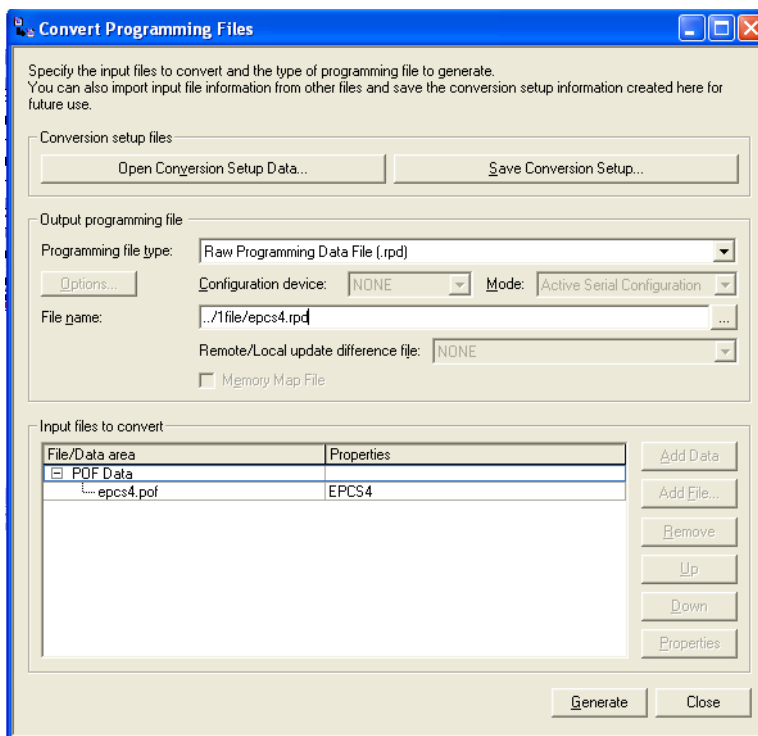 Convert Programming Files
Specify the input files to convert and the type of programming file to generate.
You can also import input file information from other files and save the conversion setup information created here for
future use.
Conversion setup files
Open Conversion Setup Data...
Save Conversion Setup...
Output programming file
Programming file type:
Raw Programming Data File (.rpd)
Options...
Configuration device:
NONE
Mode:
Active Serial Configuration
File name:
../1file/epcs4.rpd
...
Remote/Local update difference file:
NONE
Memory Map File
Input files to convert
File/Data area
Properties
POF Data
epcs4.pof
EPCS4
Add Data
Add File...
Remove
Up
Down
Properties
Generate
Close